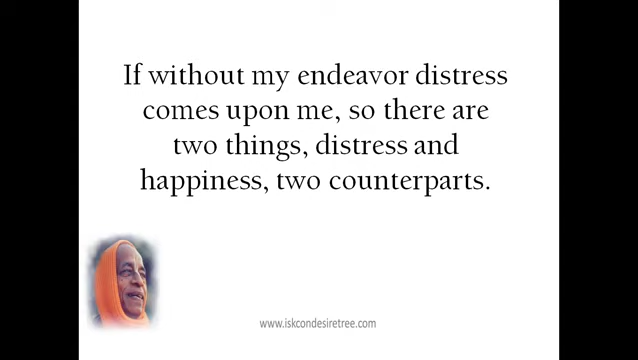 If without my endeavor distress
comes upon me, so there are
two things, distress and
happiness, two counterparts.
www.iskcondesiretree.com